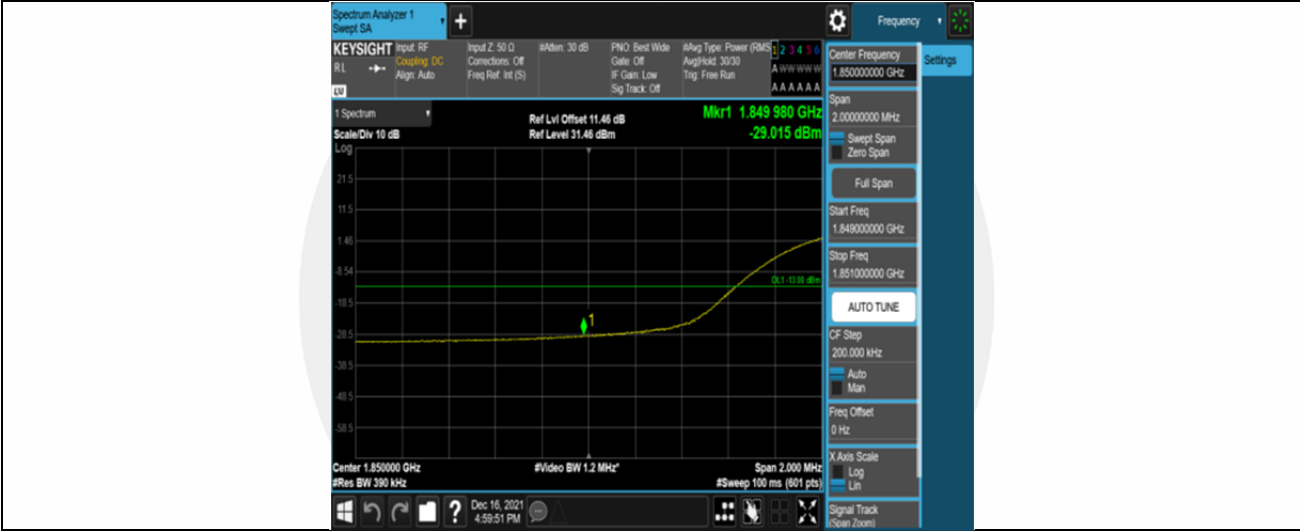 Spectrum Analyzer 1
Swept SA
+
Frequency
KEYSIGHT
RL
Input: RF
Coupling: DC
Align: Auto
Input Z: 50 Ω
Corrections: Off
Freq Ref: Int (S)
#Atten: 30 dB
PNO: Best Wide
Gate: Off
IF Gain: Low
Sig Track: Off
#Avg Type: Power (RMS
Avg|Hold: 30/30
Trig: Free Run
1 2 3 4 5 6
A W W W W W
A A A A A A
1 Spectrum
Scale/Div 10 dB
Ref Lvl Offset 11.46 dB
Ref Level 31.46 dBm
Mkr1 1.849 980 GHz
-29.015 dBm
Log
21.5
11.5
1.46
-8.54
-18.5
-28.5
-38.5
-48.5
-58.5
DL1 -13.00 dBm
1
Center 1.850000 GHz
#Res BW 390 kHz
#Video BW 1.2 MHz*
Span 2.000 MHz
#Sweep 100 ms (601 pts)
?
Dec 16, 2021
4:59:51 PM
Center Frequency
1.850000000 GHz
Span
2.00000000 MHz
Swept Span
Zero Span
Full Span
Start Freq
1.849000000 GHz
Stop Freq
1.851000000 GHz
AUTO TUNE
CF Step
200.000 kHz
Auto
Man
Freq Offset
0 Hz
X Axis Scale
Log
Lin
Signal Track
(Span Zoom)
Settings